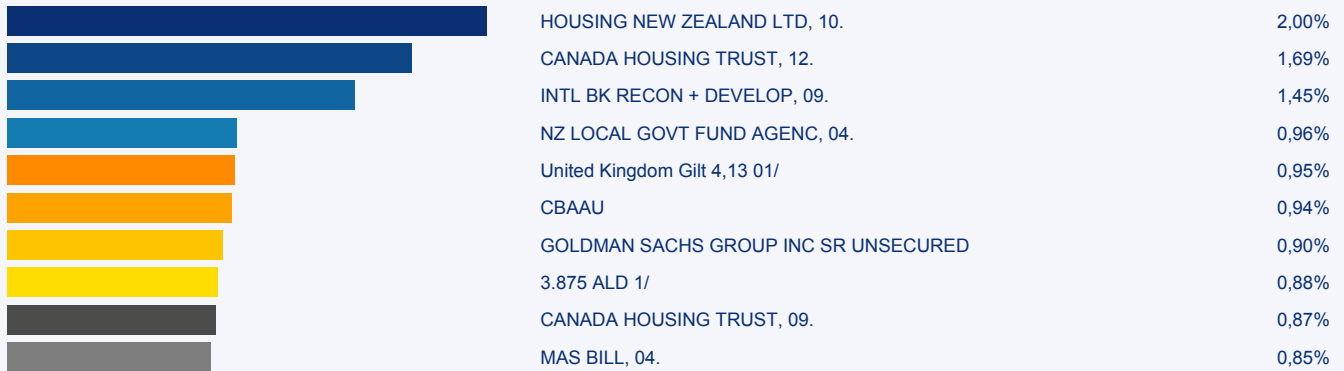 HOUSING NEW ZEALAND LTD, 10. 2,00%
CANADA HOUSING TRUST, 12. 1,69%
INTL BK RECON + DEVELOP, 09. 1,45%
NZ LOCAL GOVT FUND AGENC, 04. 0,96%
United Kingdom Gilt 4,13 01/ 0,95%
CBAAU 0,94%
GOLDMAN SACHS GROUP INC SR UNSECURED 0,90%
3.875 ALD 1/ 0,88%
CANADA HOUSING TRUST, 09. 0,87%
MAS BILL, 04. 0,85%